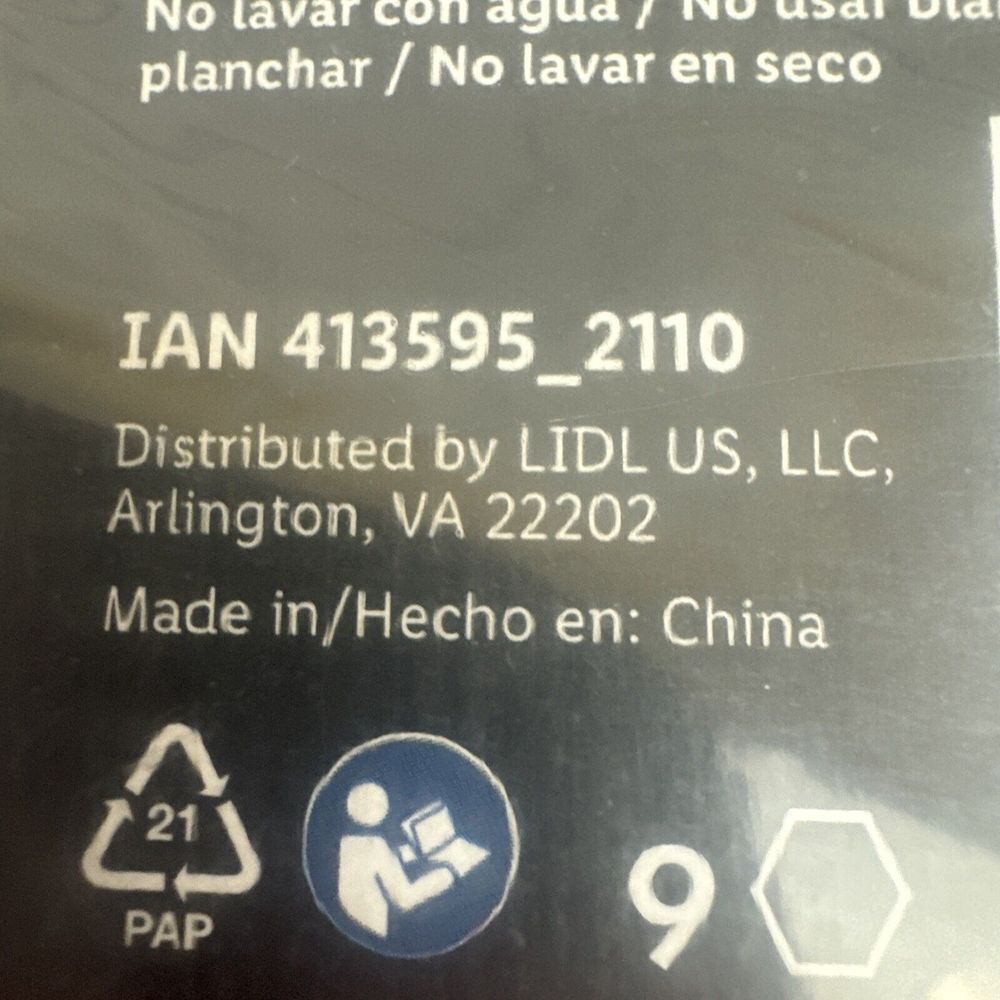 No lavar con agua / No usar
planchar / No lavar en seco
IAN 413595_2110
Distributed by LIDL US, LLC,
Arlington, VA 22202
Made in/Hecho en: China
21
PAP
9